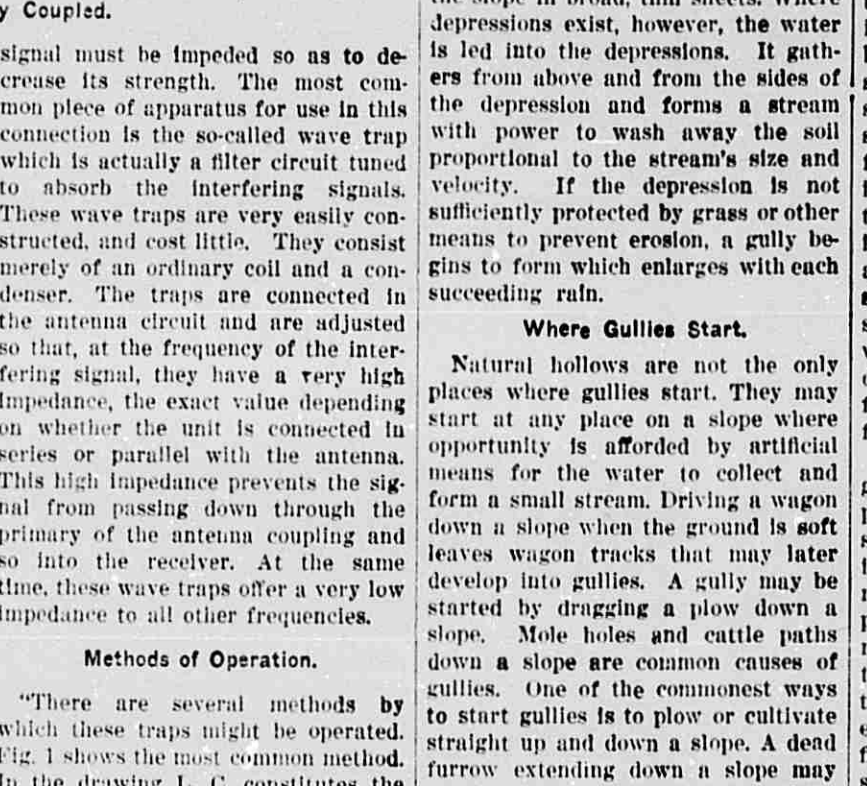 y Coupled.
signal must be impeded so as to de-
crease its strength. The most com-
mon piece of apparatus for use in this
connection is the so-called wave trap
which is actually a filter circuit tuned
to absorb the interfering signals.
These wave traps are very easily con-
structed, and cost little. They consist
merely of an ordinary coil and a con-
denser. The traps are connected in
the antenna circuit and are adjusted
so that, at the frequency of the inter-
fering signal, they have a very high
impedance, the exact value depending
on whether the unit is connected in
series or parallel with the antenna.
This high impedance prevents the sig-
nal from passing down through the
primary of the antenna coupling and
so into the receiver. At the same
time, these wave traps offer a very low
impedance to all other frequencies.
Methods of Operation.
"There are several methods by
which these traps might be operated.
Fig. 1 shows the most common method.
In the drawing L, C, constitutes the
the slope in broad, thin sheets. Where
depressions exist, however, the water
is led into the depressions. It gath-
ers from above and from the sides of
the depression and forms a stream
with power to wash away the soil
proportional to the stream's size and
velocity. If the depression is not
sufficiently protected by grass or other
means to prevent erosion, a gully be-
gins to form which enlarges with each
succeeding rain.
Where Gullies Start.
Natural hollows are not the only
places where gullies start. They may
start at any place on a slope where
opportunity is afforded by artificial
means for the water to collect and
form a small stream. Driving a wagon
down a slope when the ground is soft
leaves wagon tracks that may later
develop into gullies. A gully may be
started by dragging a plow down a
slope. Mole holes and cattle paths
down a slope are common causes of
gullies. One of the commonest ways
to start gullies is to plow or cultivate
straight up and down a slope. A dead
furrow extending down a slope may